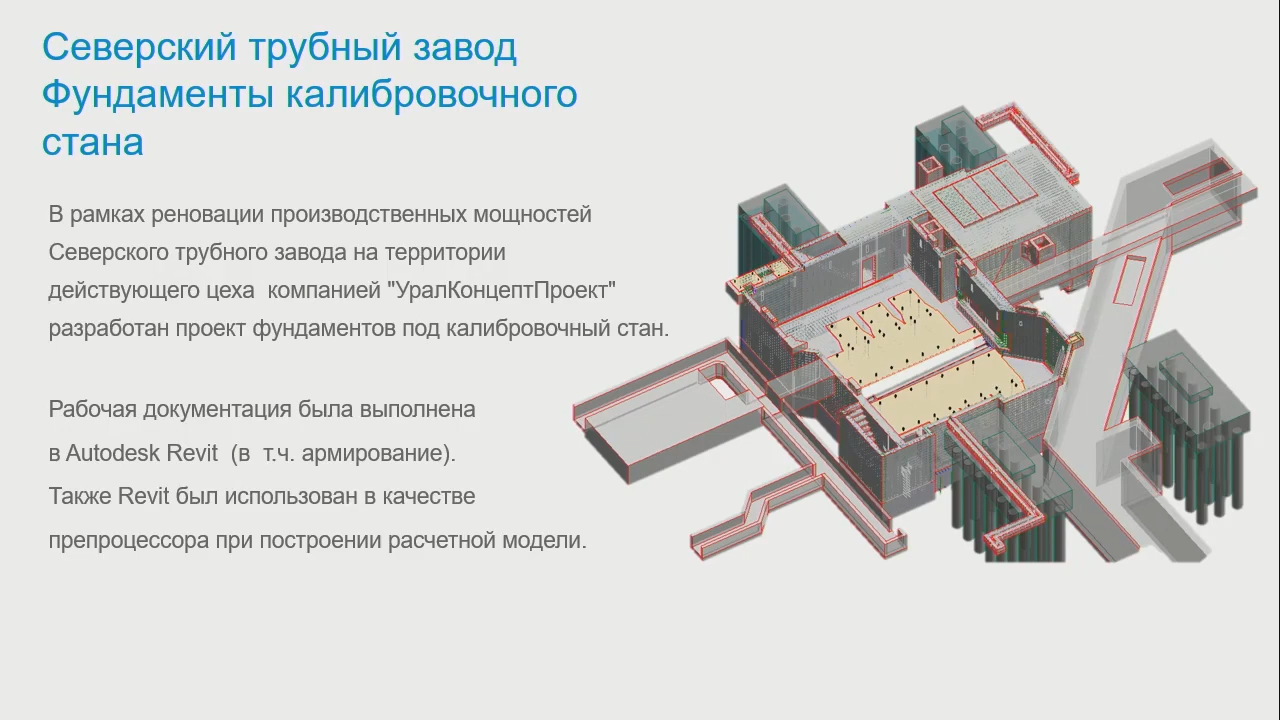 Северский трубный завод
Фундаменты калибровочного
стана
В рамках реновации производственных мощностей
Северского трубного завода на территории
действующего цеха  компанией "УралКонцептПроект"
разработан проект фундаментов под калибровочный стан.
Рабочая документация была выполнена
в Autodesk Revit  (в  т.ч. армирование).
Также Revit был использован в качестве
препроцессора при построении расчетной модели.